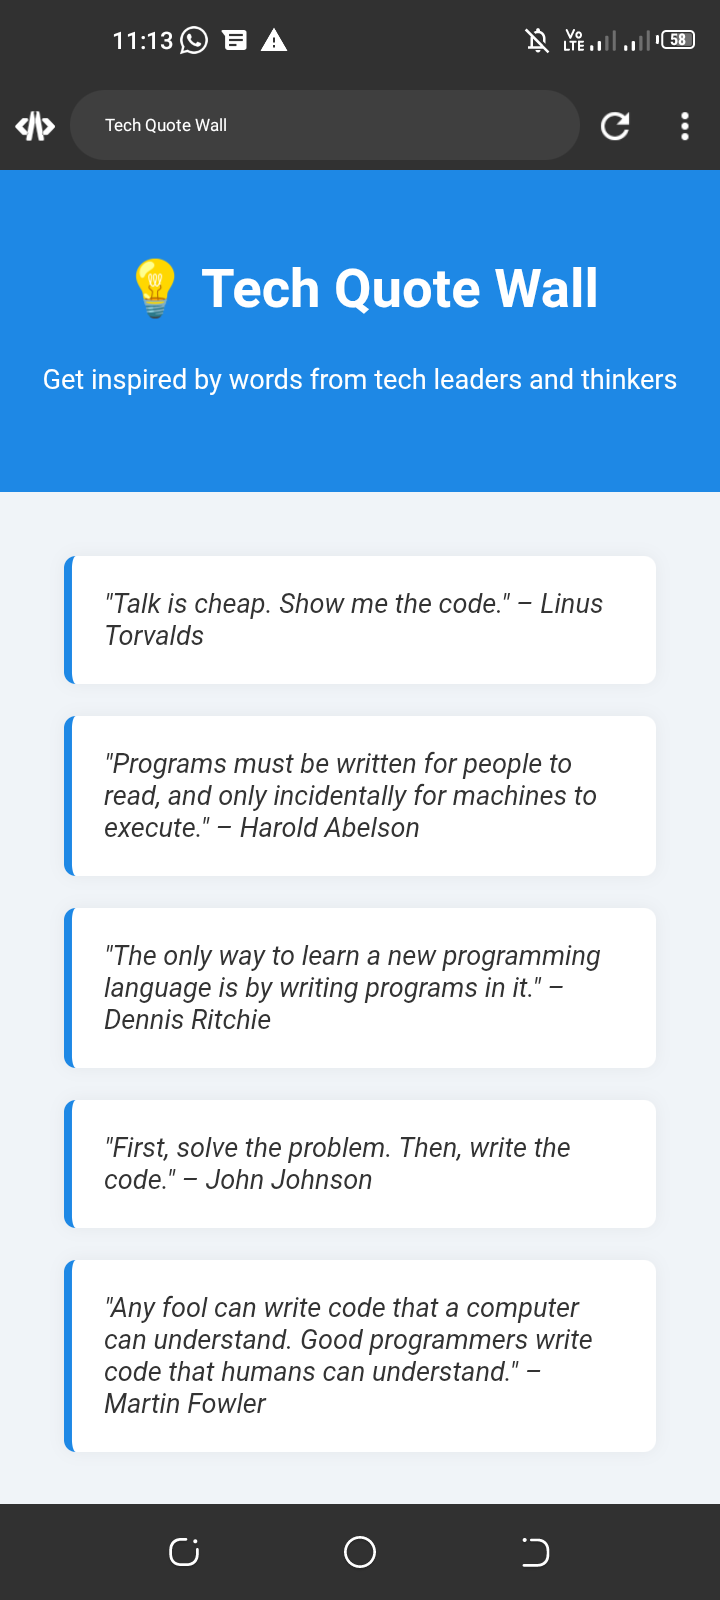 11:13
Vo
LTE
58
Tech Quote Wall
💡 Tech Quote Wall
Get inspired by words from tech leaders and thinkers
"Talk is cheap. Show me the code." – Linus
Torvalds
"Programs must be written for people to
read, and only incidentally for machines to
execute." – Harold Abelson
"The only way to learn a new programming
language is by writing programs in it." –
Dennis Ritchie
"First, solve the problem. Then, write the
code." – John Johnson
"Any fool can write code that a computer
can understand. Good programmers write
code that humans can understand." –
Martin Fowler